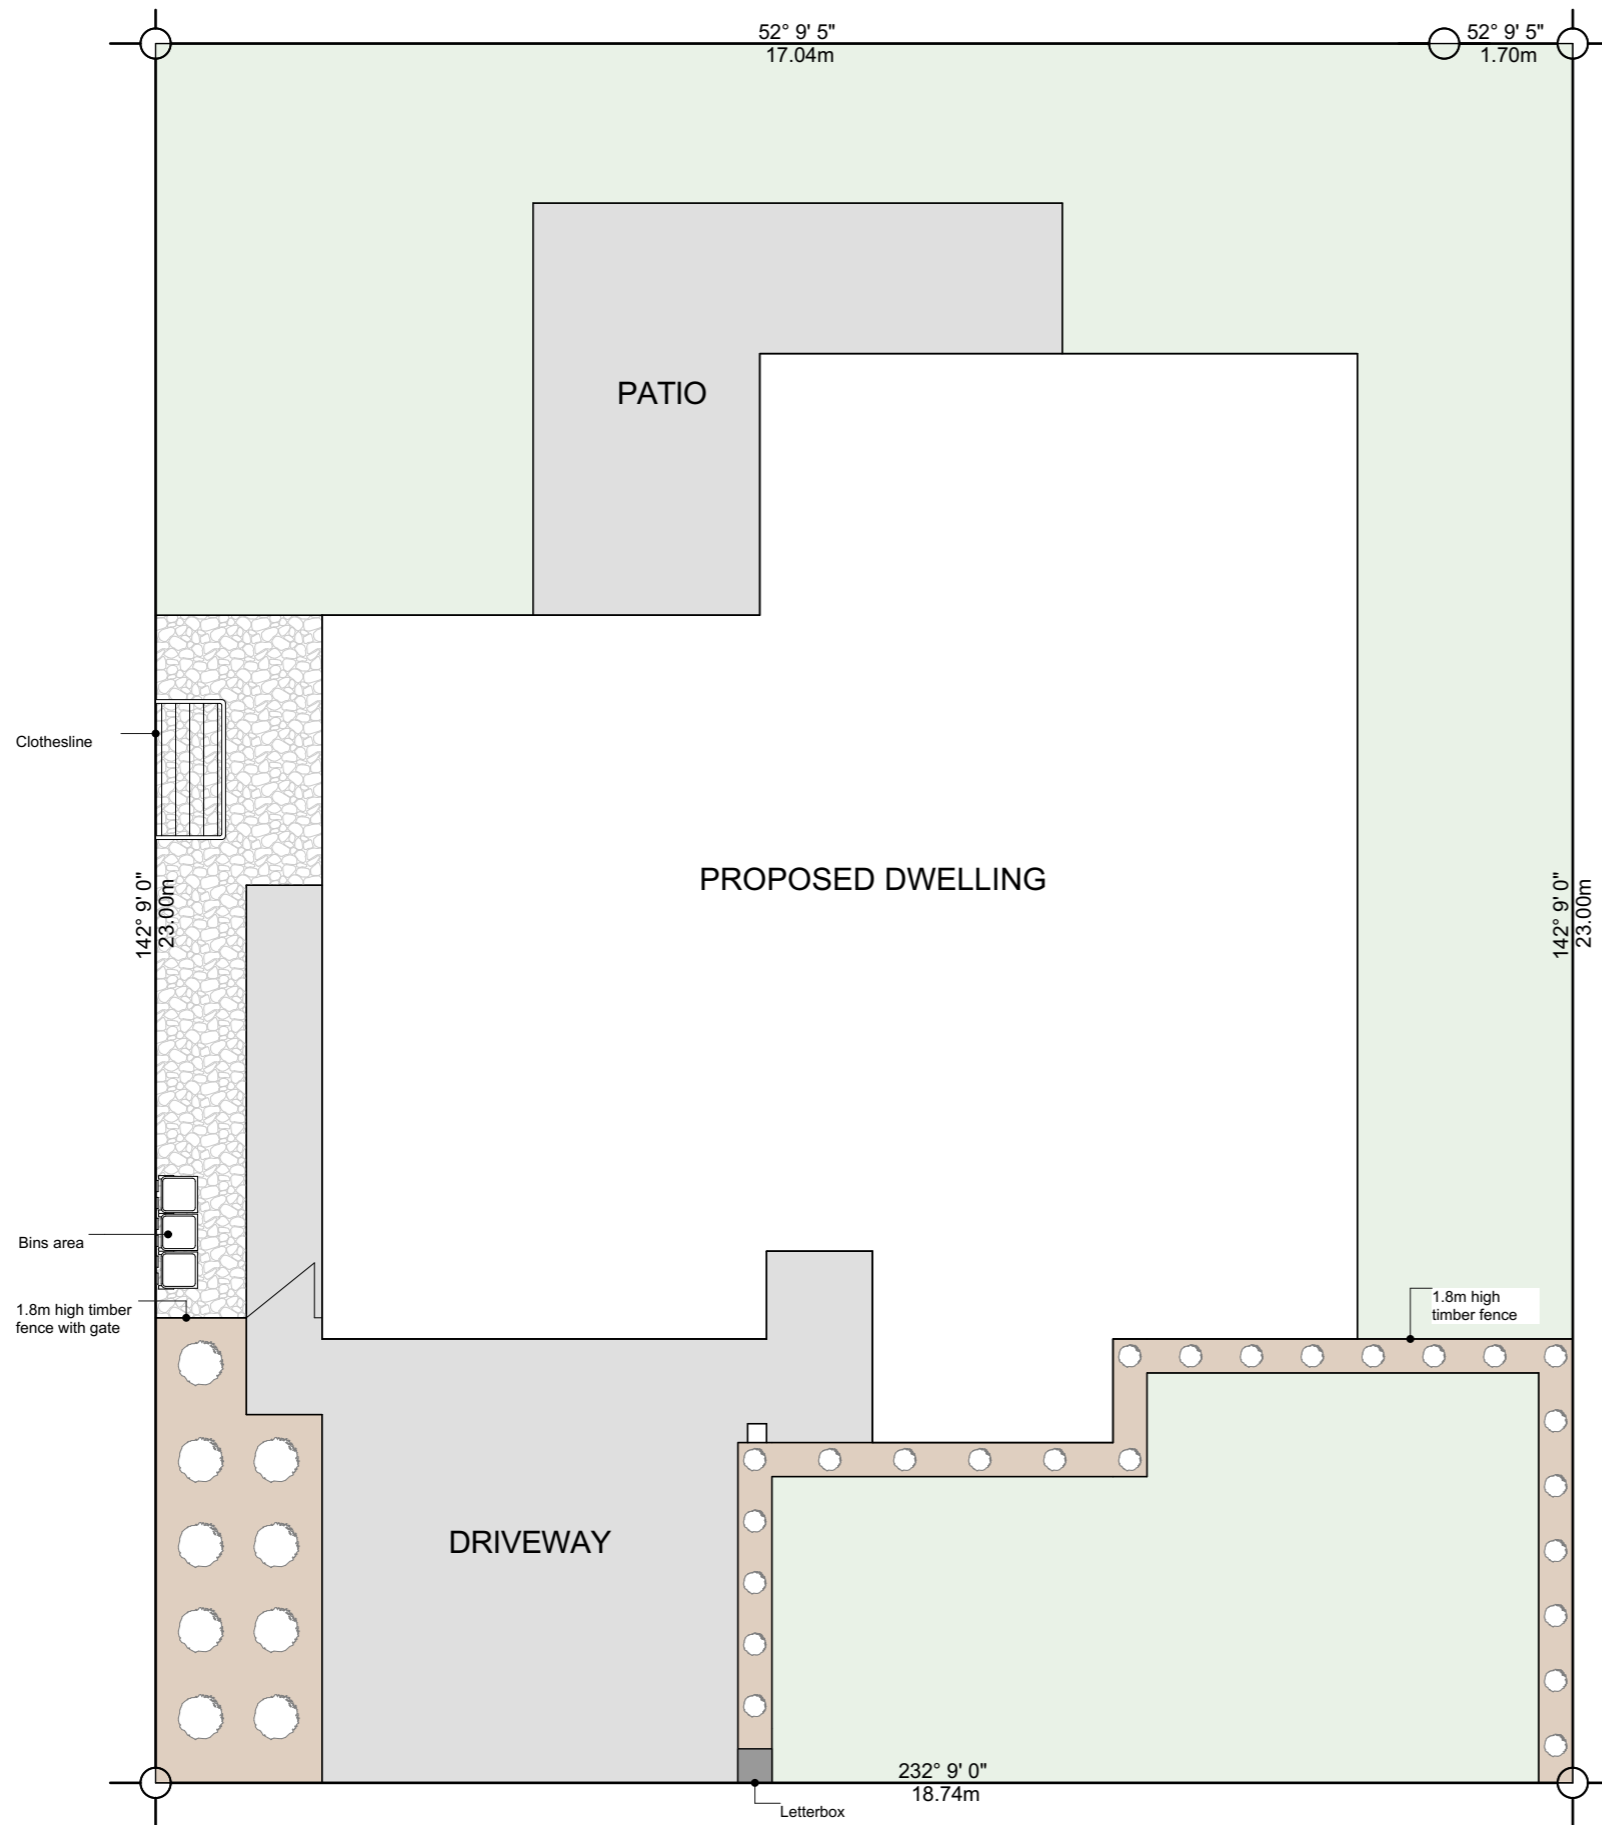 52° 9' 5"
17.04m
52° 9' 5"
1.70m
PATIO
Clothesline
PROPOSED DWELLING
142° 9' 0"
23.00m
142° 9' 0"
23.00m
Bins area
1.8m high timber
fence with gate
1.8m high
timber fence
DRIVEWAY
232° 9' 0"
18.74m
Letterbox